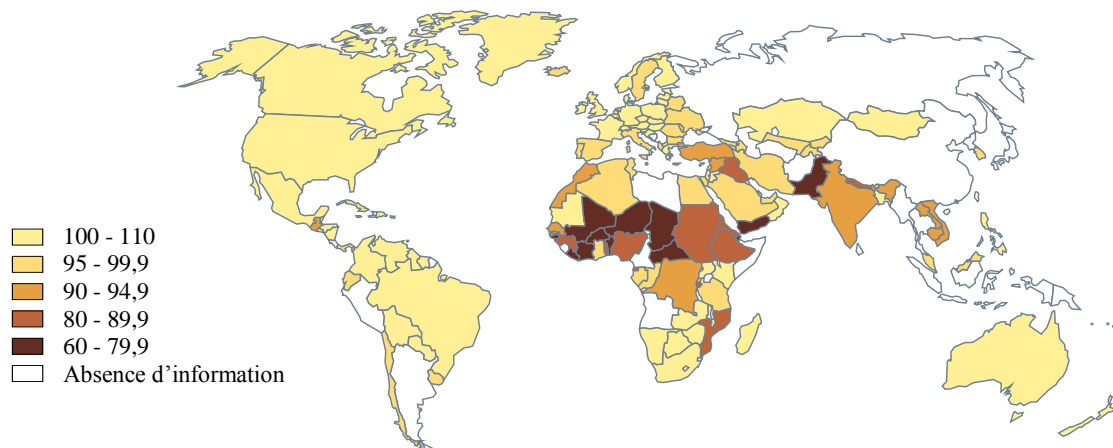 100 - 110
95 - 99,9
90 - 94,9
80 - 89,9
60 - 79,9
Absence d’information